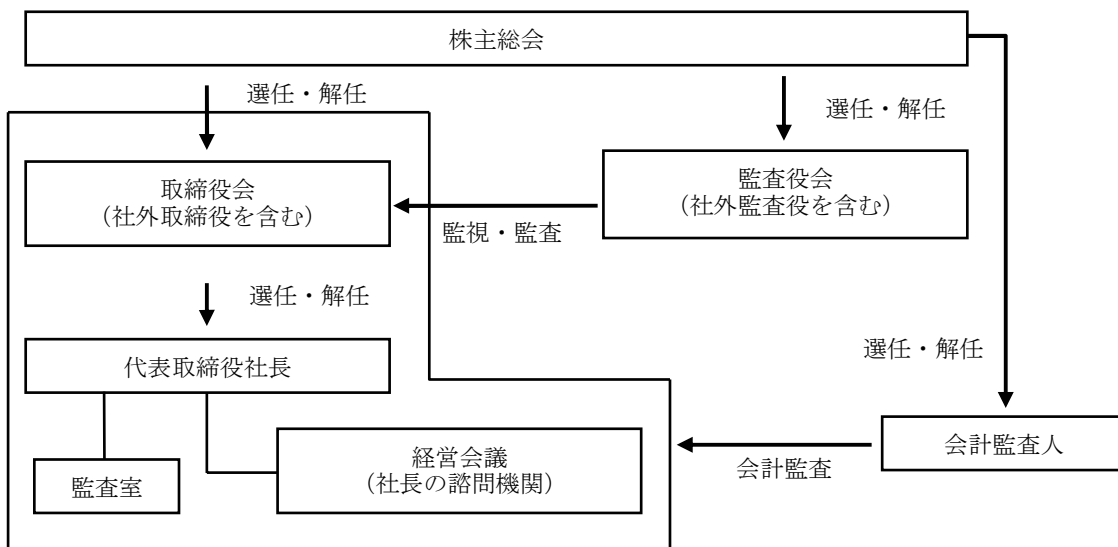 株主総会
選任・解任
選任・解任
取締役会
(社外取締役を含む)
監査役会
(社外監査役を含む)
監視・監査
選任・解任
代表取締役社長
選任・解任
経営会議
(社長の諮問機関)
監査室
会計監査
会計監査人